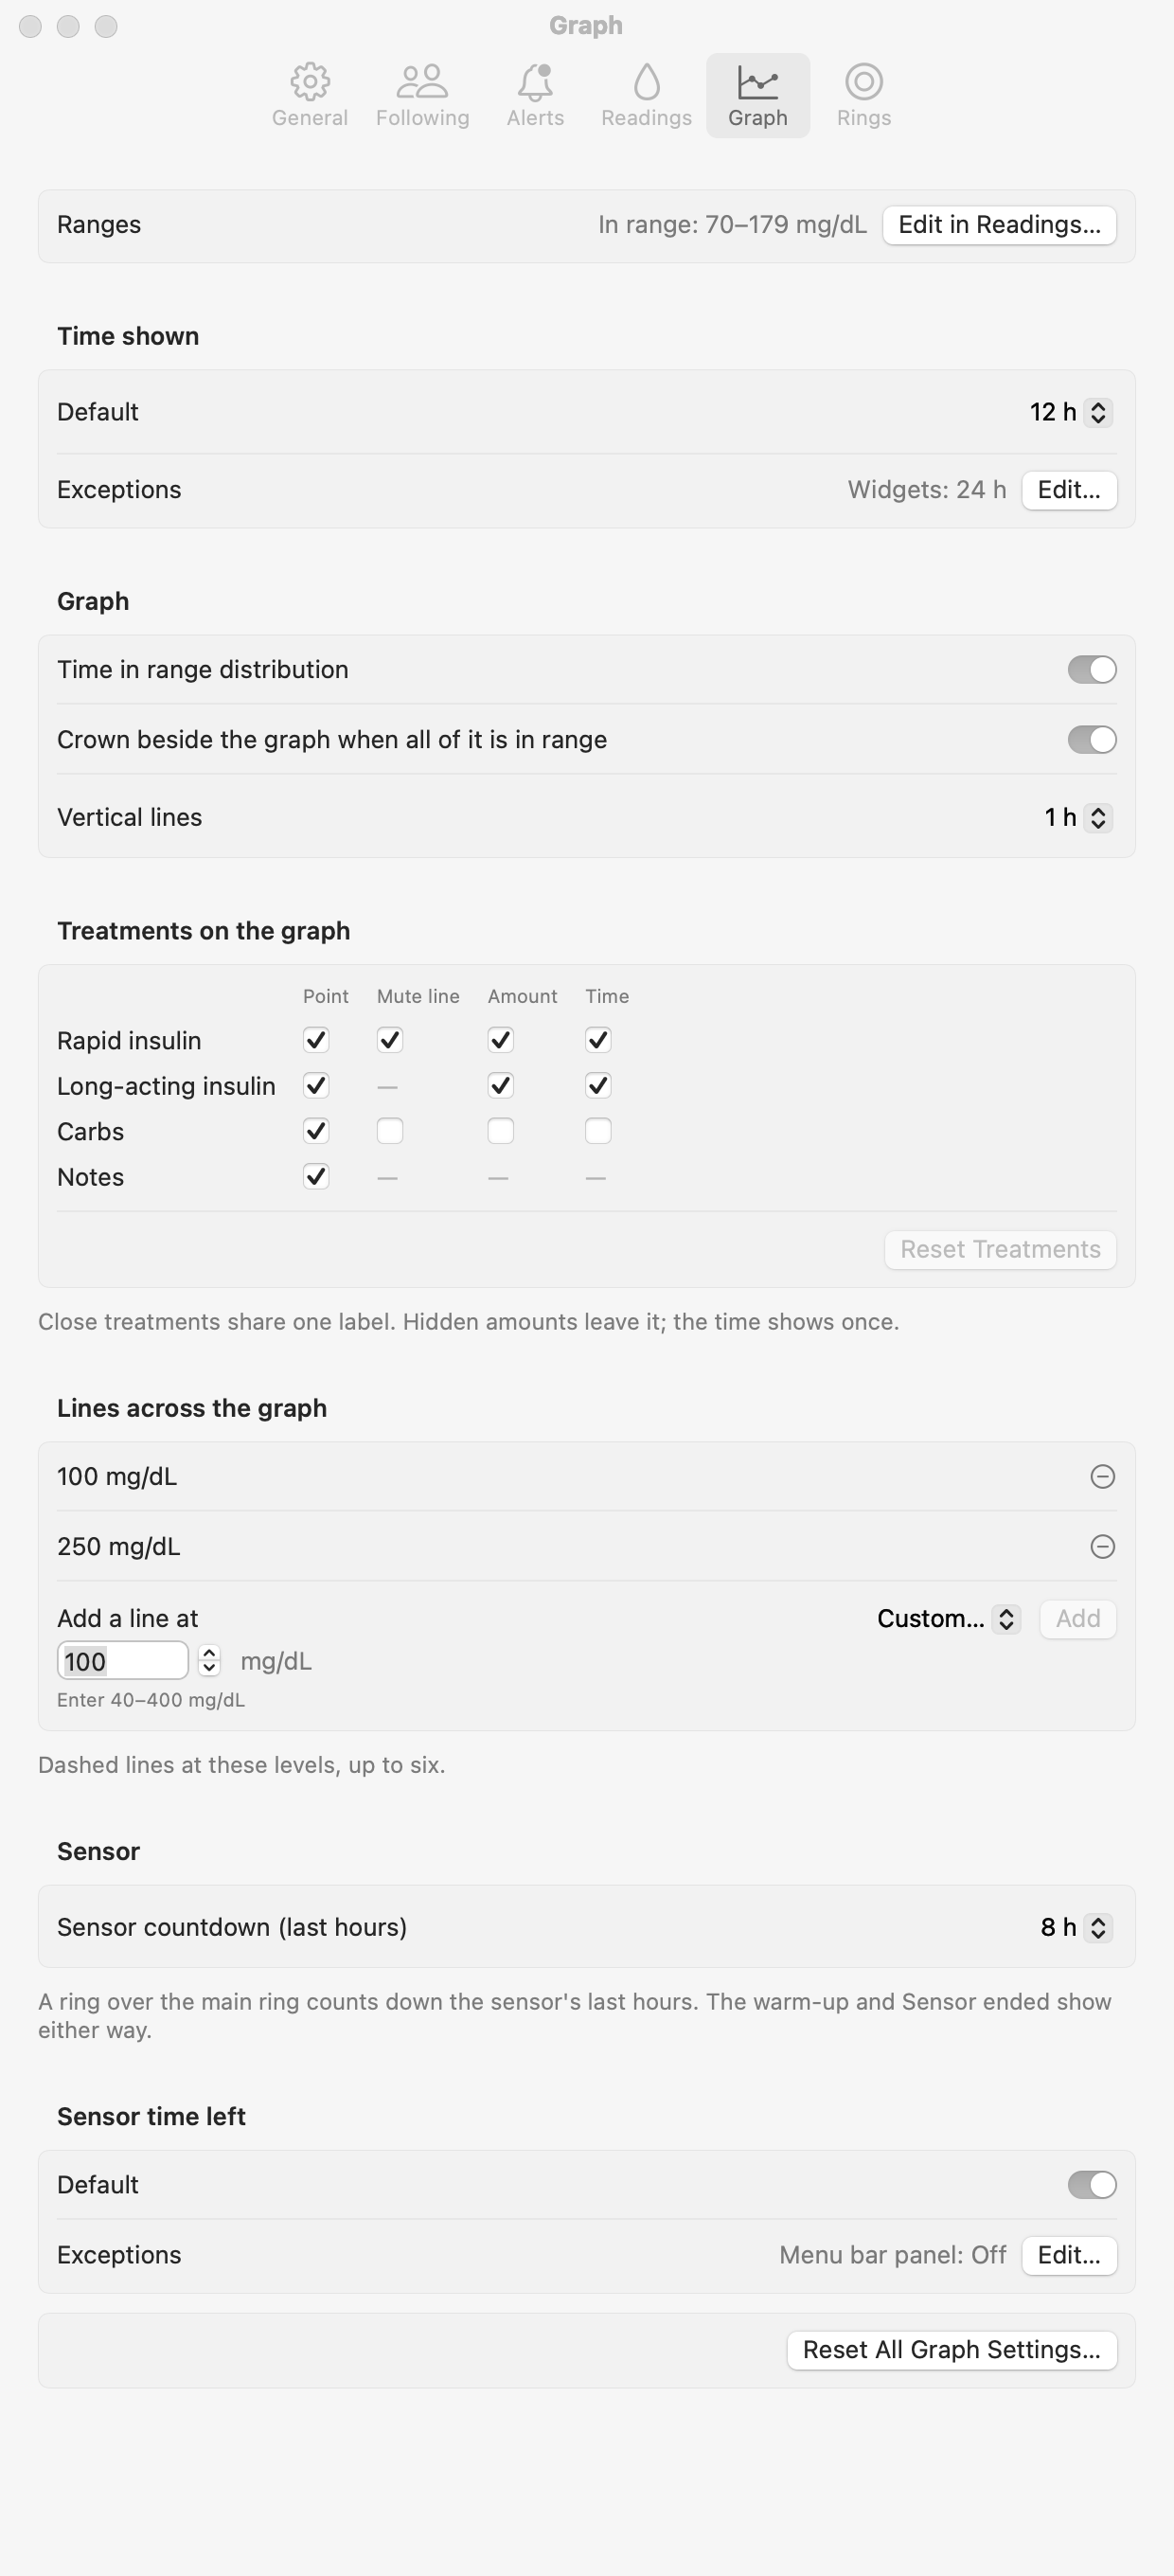 Graph
General Following Alerts Readings Graph Rings
Ranges In range: 70–179 mg/dL Edit in Readings...
Time shown
Default 12 h
Exceptions Widgets: 24 h Edit...
Graph
Time in range distribution
Crown beside the graph when all of it is in range
Vertical lines 1 h
Treatments on the graph
Point Mute line Amount Time
Rapid insulin
Long-acting insulin —
Carbs
Notes — — —
Reset Treatments
Close treatments share one label. Hidden amounts leave it; the time shows once.
Lines across the graph
100 mg/dL
250 mg/dL
Add a line at Custom... Add
100 mg/dL
Enter 40–400 mg/dL
Dashed lines at these levels, up to six.
Sensor
Sensor countdown (last hours) 8 h
A ring over the main ring counts down the sensor's last hours. The warm-up and Sensor ended show
either way.
Sensor time left
Default
Exceptions Menu bar panel: Off Edit...
Reset All Graph Settings...